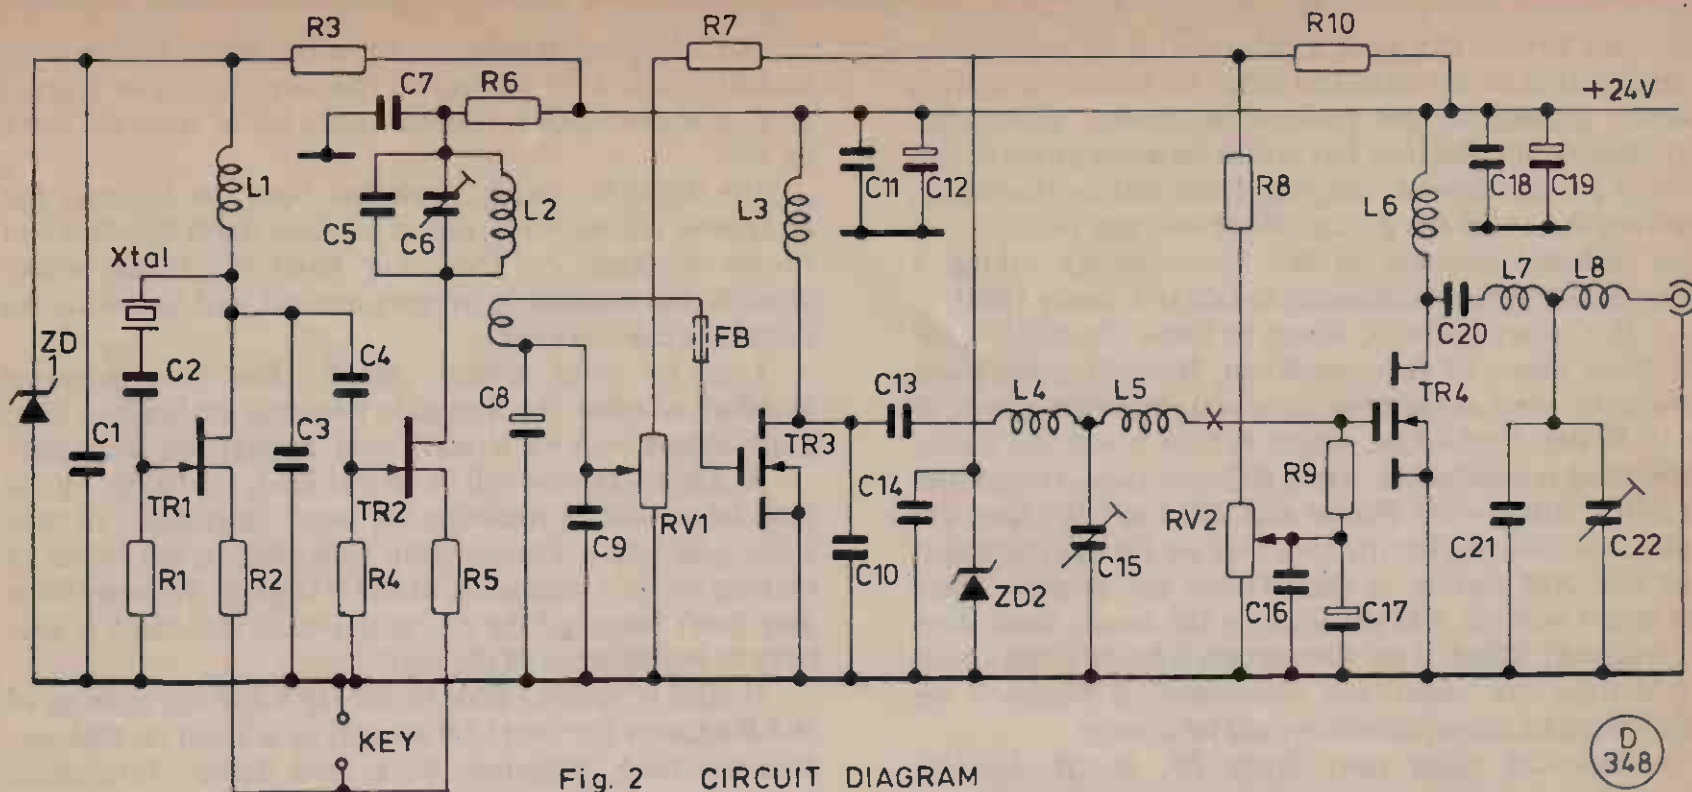 R3
R7
R10
C7
R6
+24V
L1
C5
C6
L2
L3
C11
C12
R8
L6
C18
C19
Xtal
L7
L8
ZD
1
C2
C4
FB
C20
C8
C13
L4
L5
X
TR4
C1
C3
TR3
TR1
TR2
C14
R9
C9
RV1
RV2
R1
R2
R4
R5
C10
C15
ZD2
C16
C17
C21
C22
KEY
Fig. 2 CIRCUIT DIAGRAM
D
348